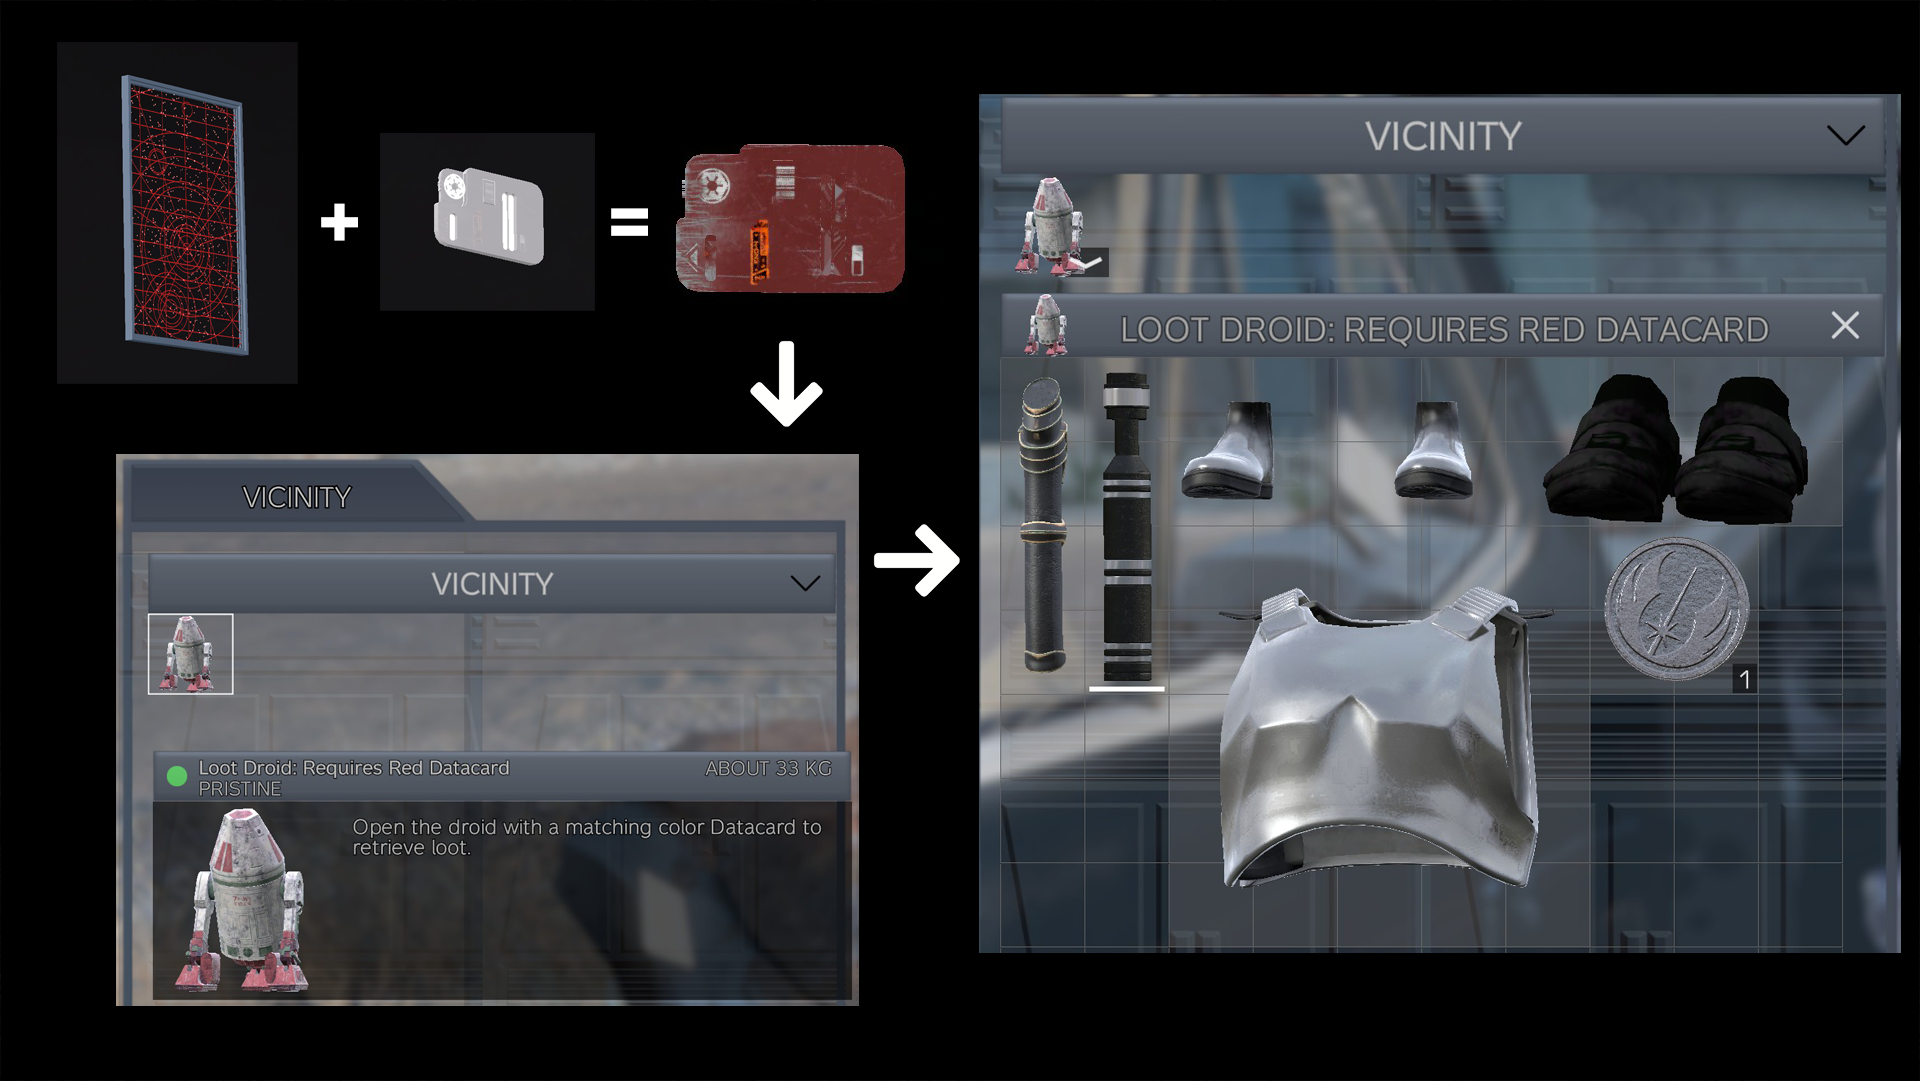 VICINITY
LOOT DROID: REQUIRES RED DATACARD
1
VICINITY
VICINITY
Loot Droid: Requires Red Datacard
ABOUT 33 KG
PRISTINE
Open the droid with a matching color Datacard to
retrieve loot.